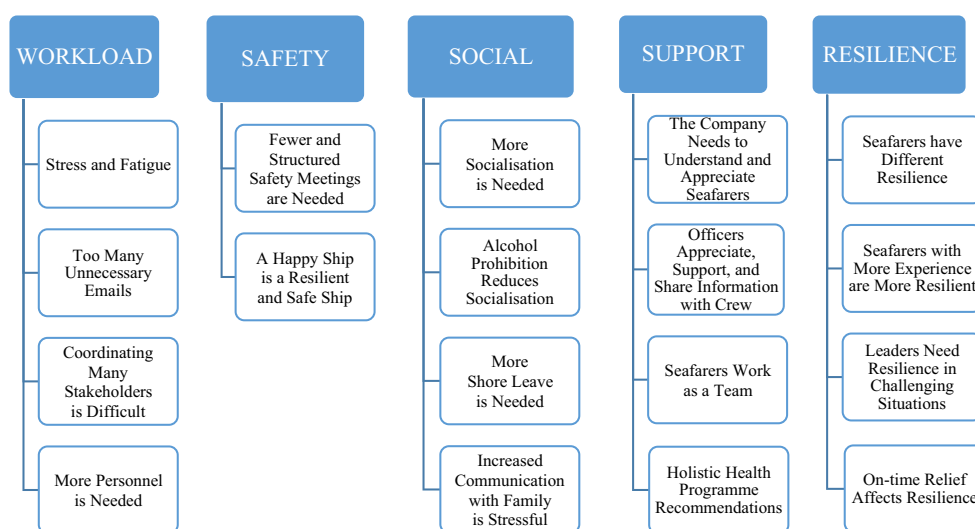 WORKLOAD
Stress and Fatigue
Too Many
Unnecessary
Emails
Coordinating
Many
Stakeholders
is Difficult
More Personnel
is Needed
SAFETY
Fewer and
Structured
Safety Meetings
are Needed
A Happy Ship
is a Resilient
and Safe Ship
SOCIAL
More
Socialisation
is Needed
Alcohol
Prohibition
Reduces
Socialisation
More
Shore Leave
is Needed
Increased
Communication
with Family
is Stressful
SUPPORT
The Company
Needs to
Understand and
Appreciate
Seafarers
Officers
Appreciate,
Support, and
Share Information
with Crew
Seafarers Work
as a Team
Holistic Health
Programme
Recommendations
RESILIENCE
Seafarers have
Different
Resilience
Seafarers with
More Experience
are More Resilient
Leaders Need
Resilience in
Challenging
Situations
On-time Relief
Affects Resilience